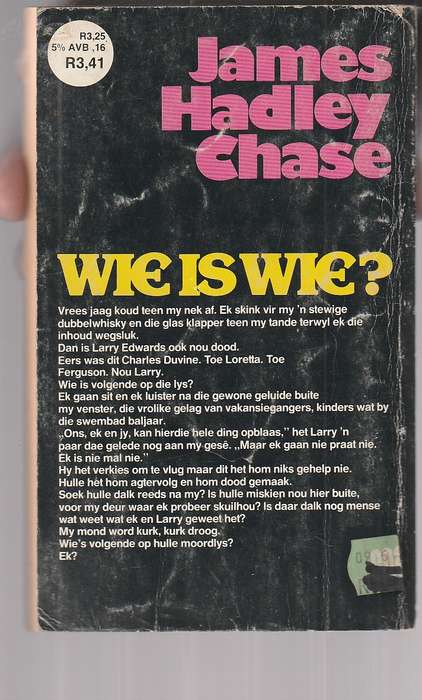 R3,25
5% AVB ,16
R3,41
James
Hadley
Chase
WIE IS WIE?
Vrees jaag koud teen my nek af. Ek skink vir my 'n stewige
dubbelwhisky en die glas klapper teen my tande terwyl ek die
inhoud wegsluk.
Dan is Larry Edwards ook nou dood.
Eers was dit Charles Duvine. Toe Loretta. Toe
Ferguson. Nou Larry.
Wie is volgende op die lys?
Ek gaan sit en ek luister na die gewone geluide buite
my venster, die vrolike gelag van vakansiegangers, kinders wat by
die swembad baljaar.
„Ons, ek en jy, kan hierdie hele ding opblaas,” het Larry 'n
paar dae gelede nog aan my gesê. „Maar ek gaan nie praat nie.
Ek is nie mal nie.”
Hy het verkies om te vlug maar dit het hom niks gehelp nie.
Hulle het hom agtervolg en hom dood gemaak.
Soek hulle dalk reeds na my? Is hulle miskien nou hier buite,
voor my deur waar ek probeer skuilhou? Is daar dalk nog mense
wat weet wat ek en Larry geweet het?
My mond word kurk, kurk droog.
Wie's volgende op hulle moordlys?
Ek?